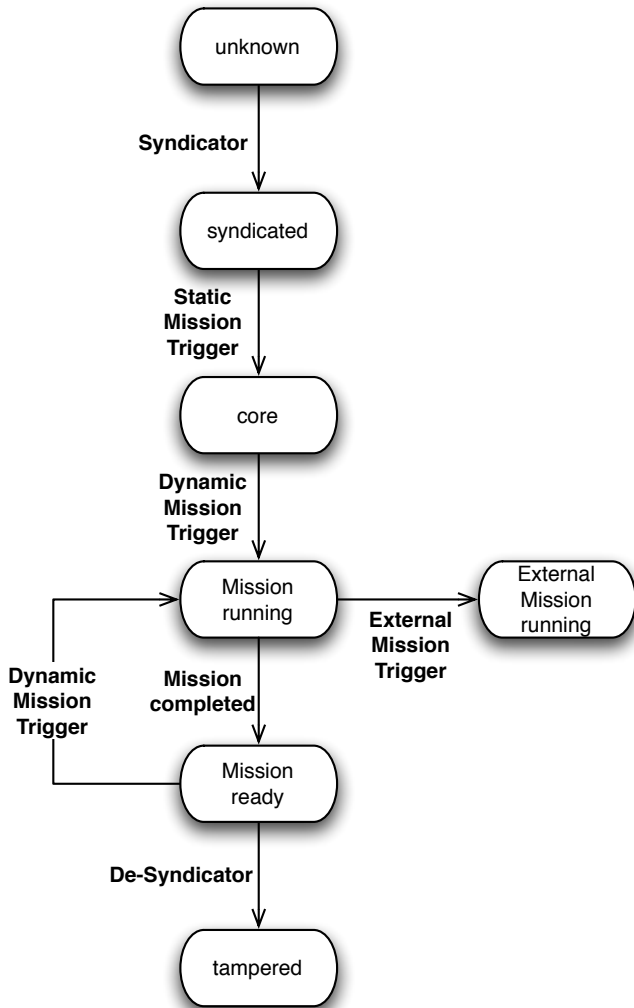 unknown
Syndicator
syndicated
Static
Mission
Trigger
core
Dynamic
Mission
Trigger
Mission
running
External
Mission
running
External
Mission
Trigger
Dynamic
Mission
Trigger
Mission
completed
Mission
ready
De-Syndicator
tampered